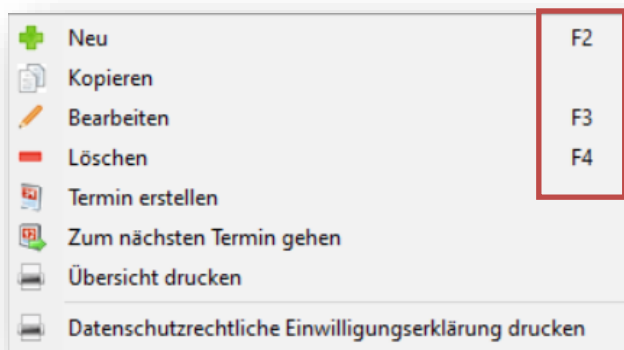 Neu F2
Kopieren
Bearbeiten F3
Löschen F4
Termin erstellen
Zum nächsten Termin gehen
Übersicht drucken
Datenschutzrechtliche Einwilligungserklärung drucken